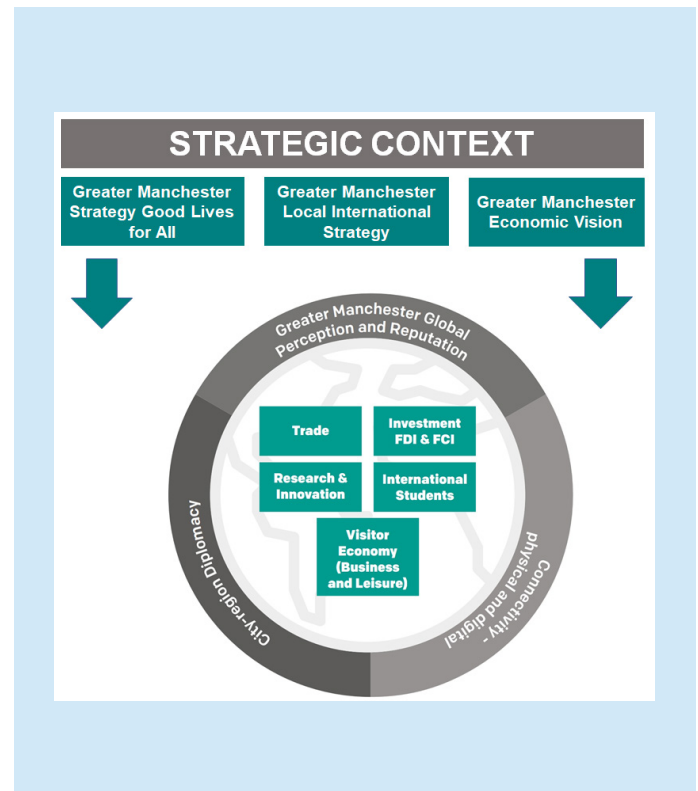 STRATEGIC CONTEXT
Greater Manchester
Strategy Good Lives
for All
Greater Manchester
Local International
Strategy
Greater Manchester
Economic Vision
Greater Manchester Global
Perception and Reputation
Trade
Investment
FDI & FCI
Research &
Innovation
International
Students
Visitor
Economy
(Business
and Leisure)
City-region Diplomacy
Connectivity -
physical and digital